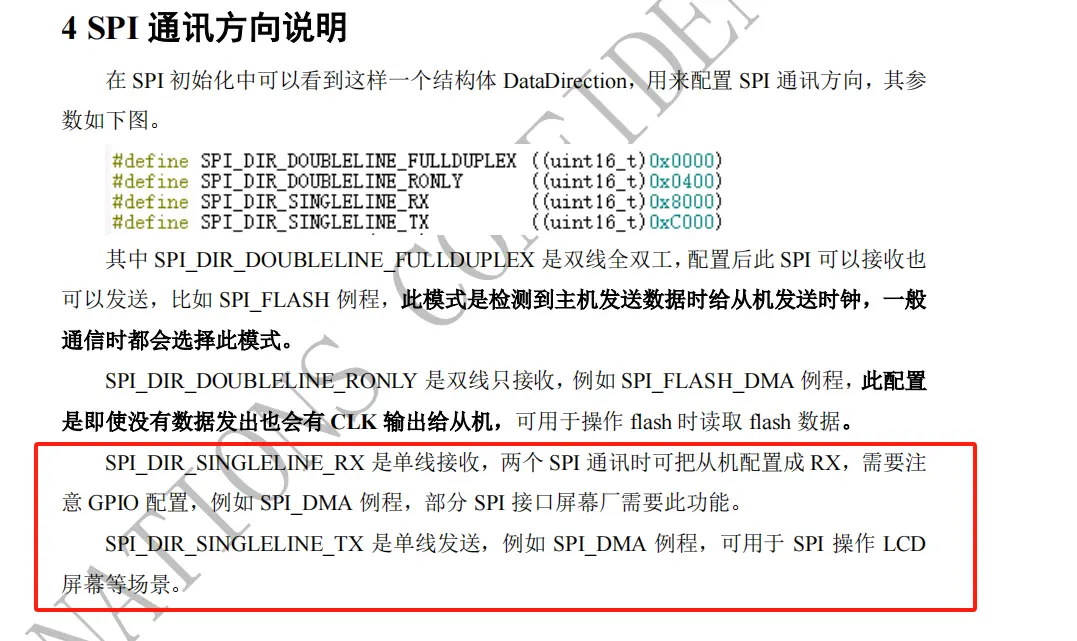 4 SPI 通讯方向说明
在 SPI 初始化中可以看到这样一个结构体 DataDirection，用来配置 SPI 通讯方向，其参
数如下图。
#define SPI_DIR_DOUBLELINE_FULLDUPLEX ((uint16_t)0x0000)
#define SPI_DIR_DOUBLELINE_RONLY ((uint16_t)0x0400)
#define SPI_DIR_SINGLELINE_RX ((uint16_t)0x8000)
#define SPI_DIR_SINGLELINE_TX ((uint16_t)0xC000)
其中 SPI_DIR_DOUBLELINE_FULLDUPLEX 是双线全双工，配置后此 SPI 可以接收也
可以发送，比如 SPI_FLASH 例程，此模式是检测到主机发送数据时给从机发送时钟，一般
通信时都会选择此模式。
SPI_DIR_DOUBLELINE_RONLY 是双线只接收，例如 SPI_FLASH_DMA 例程，此配置
是即使没有数据发出也会有 CLK 输出给从机，可用于操作 flash 时读取 flash 数据。
SPI_DIR_SINGLELINE_RX 是单线接收，两个 SPI 通讯时可把从机配置成 RX，需要注
意 GPIO 配置，例如 SPI_DMA 例程，部分 SPI 接口屏幕厂需要此功能。
SPI_DIR_SINGLELINE_TX 是单线发送，例如 SPI_DMA 例程，可用于 SPI 操作 LCD
屏幕等场景。
NATIONS CONFIDEN